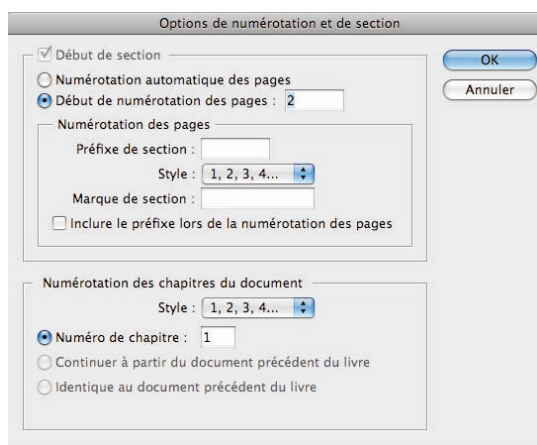 Options de numérotation et de section
Début de section
OK
Numérotation automatique des pages
Annuler
Début de numérotation des pages : 2
Numérotation des pages
Préfixe de section :
Style : 1, 2, 3, 4...
Marque de section :
Inclure le préfixe lors de la numérotation des pages
Numérotation des chapitres du document
Style : 1, 2, 3, 4...
Numéro de chapitre : 1
Continuer à partir du document précédent du livre
Identique au document précédent du livre